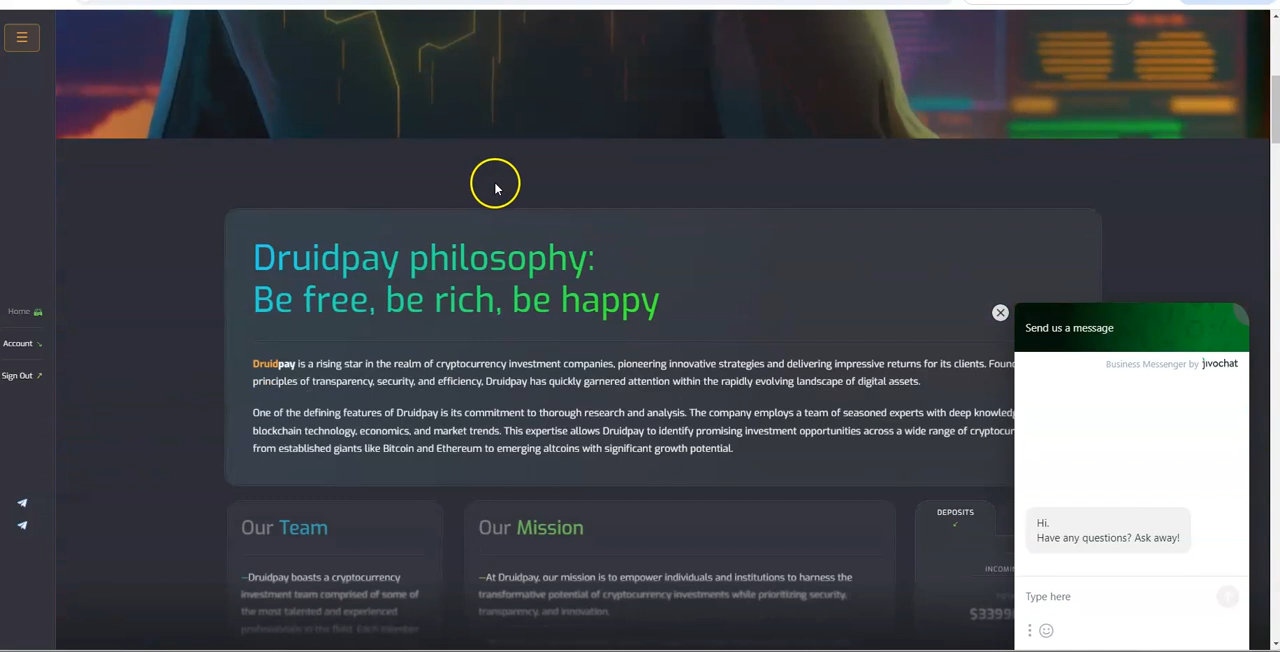 Home
Account
Sign Out
Druidpay philosophy:
Be free, be rich, be happy
Druidpay is a rising star in the realm of cryptocurrency investment companies, pioneering innovative strategies and delivering impressive returns for its clients.
principles of transparency, security, and efficiency, Druidpay has quickly garnered attention within the rapidly evolving landscape of digital assets.
One of the defining features of Druidpay is its commitment to thorough research and analysis. The company employs a team of seasoned experts with deep
blockchain technology, economics, and market trends. This expertise allows Druidpay to identify promising investment opportunities across a wide range of
from established giants like Bitcoin and Ethereum to emerging altcoins with significant growth potential.
Our Team
–Druidpay boasts a cryptocurrency
investment team comprised of some of
the most talented and experienced
professionals in the field. Each member
Our Mission
—At Druidpay, our mission is to empower individuals and institutions to harness the
transformative potential of cryptocurrency investments while prioritizing security,
transparency, and innovation.
DEPOSITS
Send us a message
Business Messenger by jivochat
Hi.
Have any questions? Ask away!
Type here